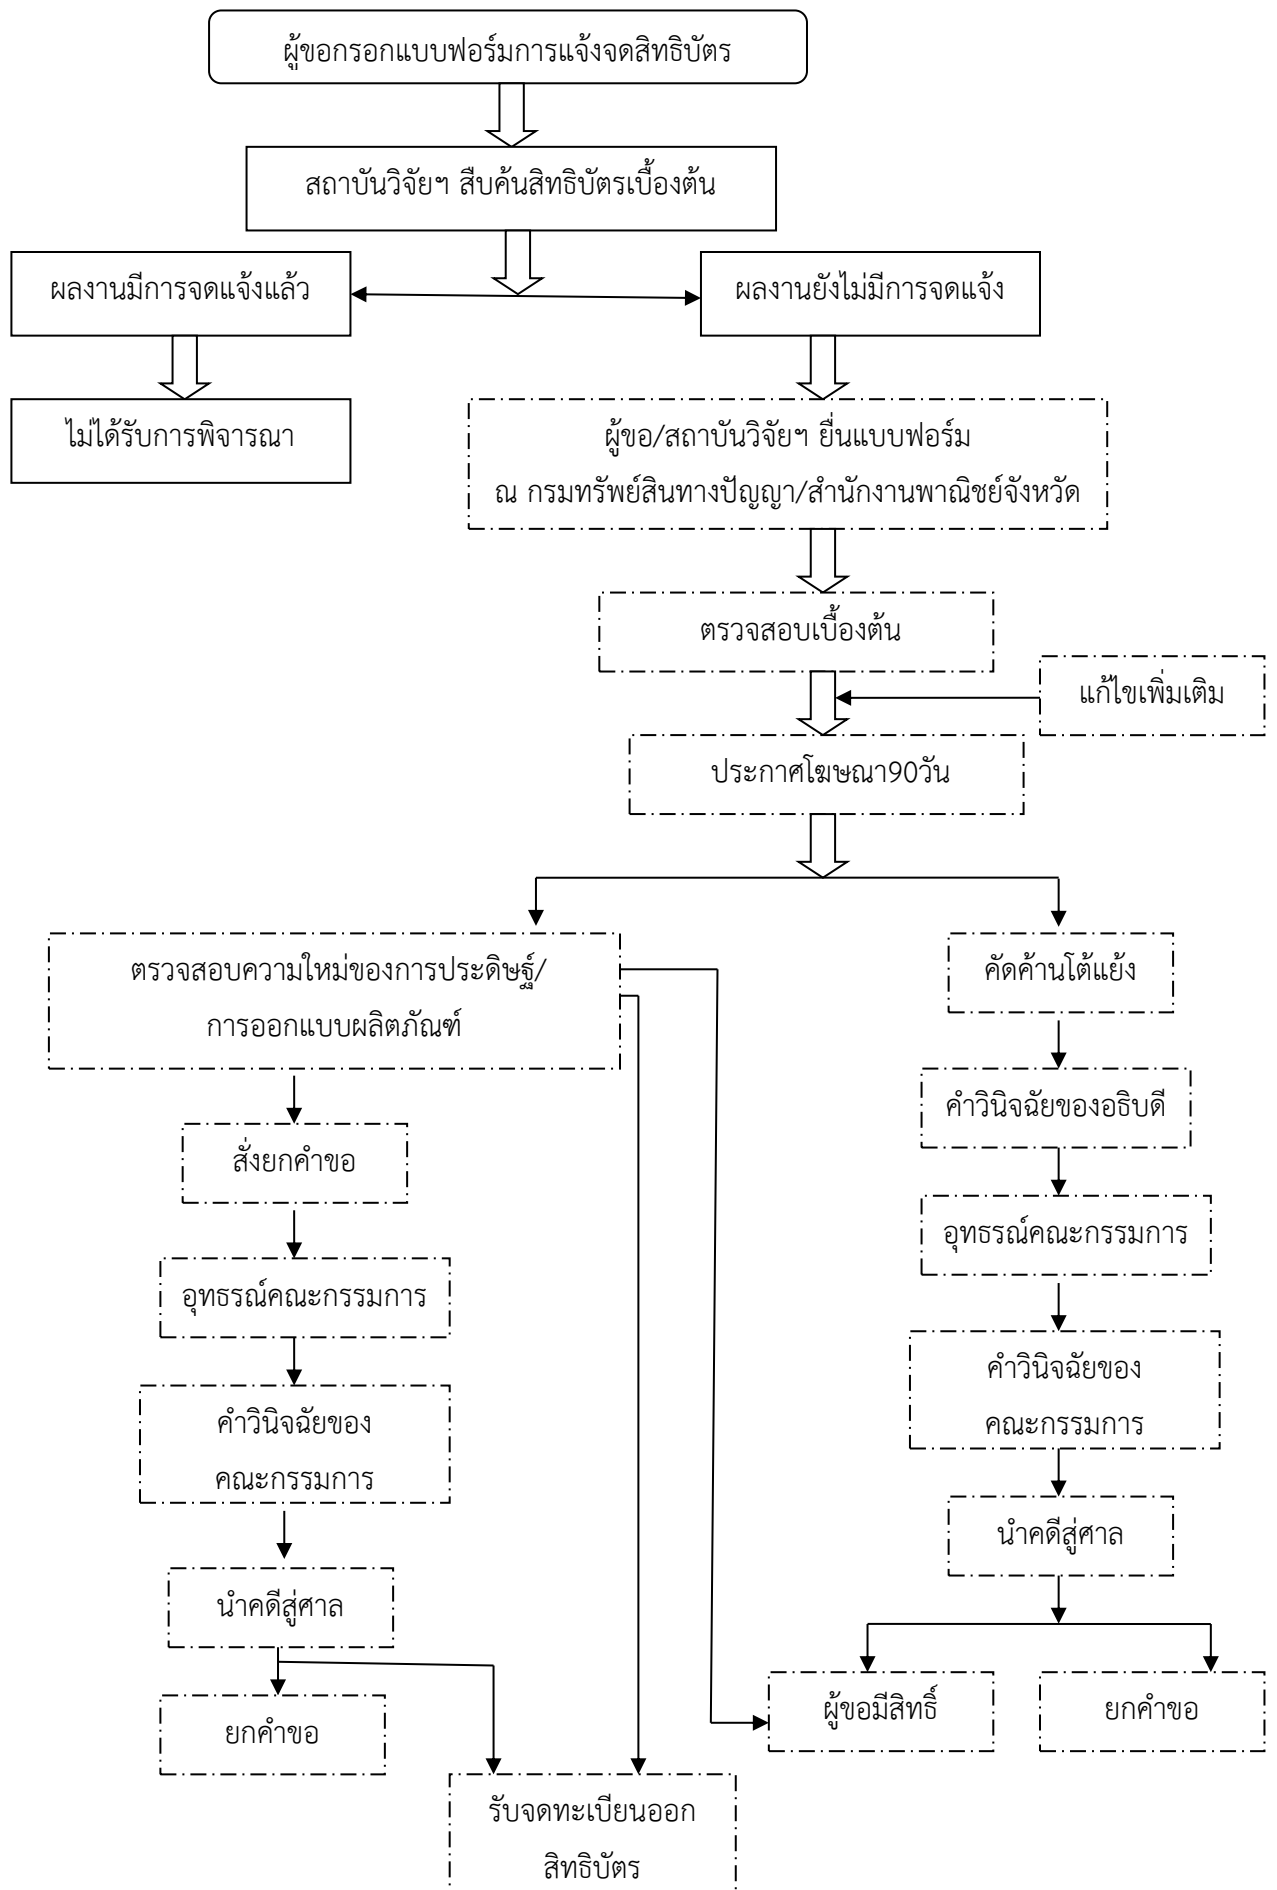 ผู้ขอกรอกแบบฟอร์มการแจ้งจดสิทธิบัตร
สถาบันวิจัยฯ สืบค้นสิทธิบัตรเบื้องต้น
ผลงานมีการจดแจ้งแล้ว
ผลงานยังไม่มีการจดแจ้ง
ไม่ได้รับการพิจารณา
ผู้ขอ/สถาบันวิจัยฯ ยื่นแบบฟอร์ม
ณ กรมทรัพย์สินทางปัญญา/สำนักงานพาณิชย์จังหวัด
ตรวจสอบเบื้องต้น
แก้ไขเพิ่มเติม
ประกาศโฆษณา90วัน
ตรวจสอบความใหม่ของการประดิษฐ์/
การออกแบบผลิตภัณฑ์
สั่งยกคำขอ
อุทธรณ์คณะกรรมการ
คำวินิจฉัยของ
คณะกรรมการ
นำคดีสู่ศาล
ยกคำขอ
รับจดทะเบียนออก
สิทธิบัตร
คัดค้านโต้แย้ง
คำวินิจฉัยของอธิบดี
อุทธรณ์คณะกรรมการ
คำวินิจฉัยของ
คณะกรรมการ
นำคดีสู่ศาล
ผู้ขอมีสิทธิ์
ยกคำขอ